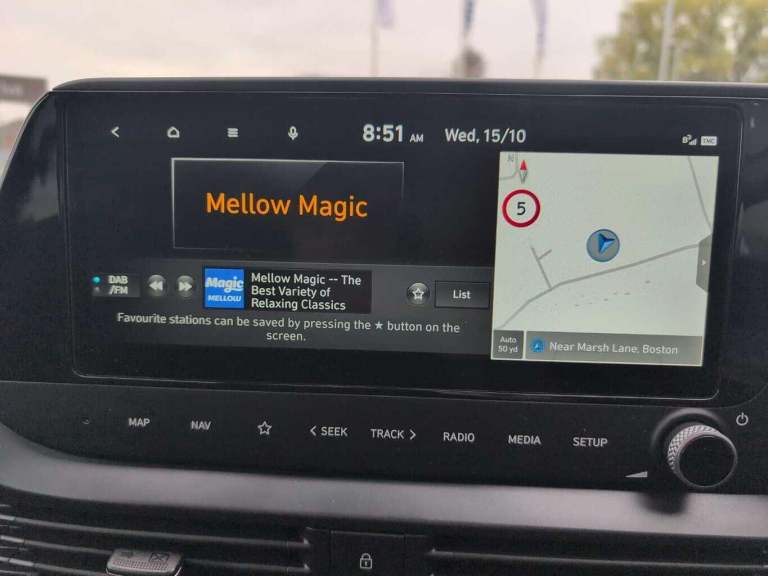 8:51 AM Wed, 15/10
TMC
Mellow Magic
5
DAB
/FM
Magic
MELLOW
Mellow Magic -- The
Best Variety of
Relaxing Classics
List
Favourite stations can be saved by pressing the ★ button on the
screen.
Auto
50 yd
Near Marsh Lane, Boston
MAP
NAV
< SEEK
TRACK >
RADIO
MEDIA
SETUP